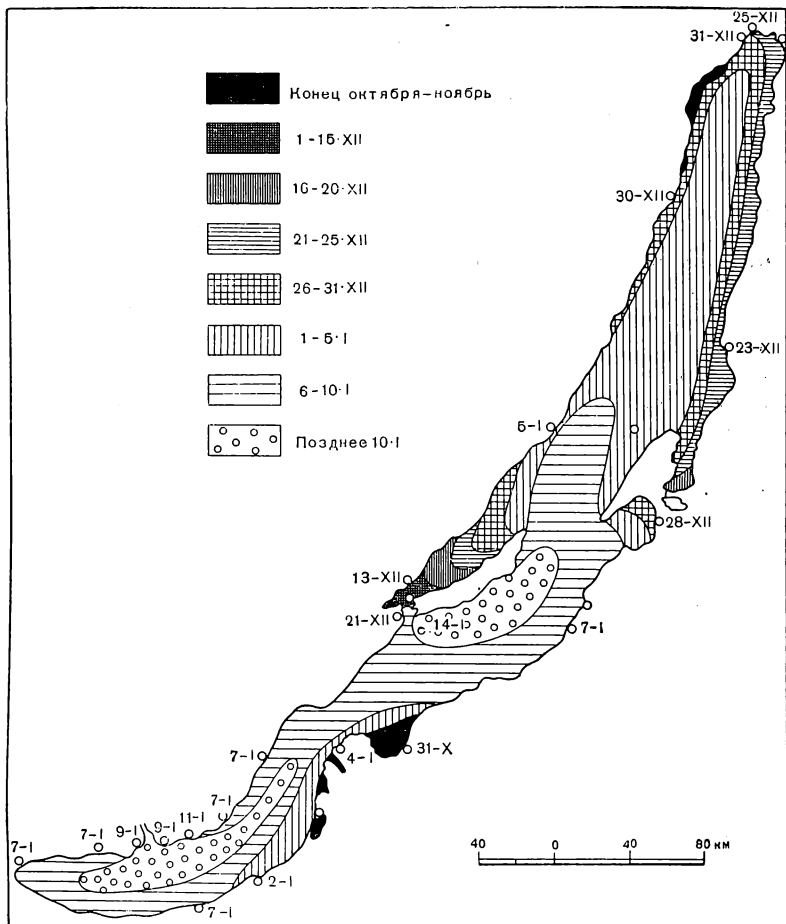 25-XII
31-XII
Конец октября-ноябрь
1-15·XII
16-20·XII
30-XII
21-25·XII
26-31·XII
1-5·I
23-XII
6-10·I
5-I
Позднее 10·I
28-XII
13-XII
21-XII
14-I
7-I
7-I
4-I
31-X
7-I
11-I
9-I
9-I
7-I
7-I
2-I
7-I
40 0 40 80 км